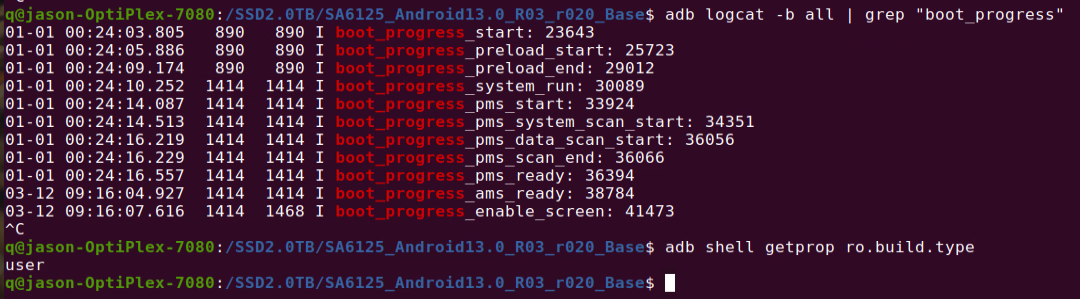 q@jason-OptiPlex-7080:/SSD2.0TB/SA6125_Android13.0_R03_r020_Base$ adb logcat -b all | grep "boot_progress"
01-01 00:24:03.805   890   890 I boot_progress_start: 23643
01-01 00:24:05.886   890   890 I boot_progress_preload_start: 25723
01-01 00:24:09.174   890   890 I boot_progress_preload_end: 29012
01-01 00:24:10.252  1414  1414 I boot_progress_system_run: 30089
01-01 00:24:14.087  1414  1414 I boot_progress_pms_start: 33924
01-01 00:24:14.513  1414  1414 I boot_progress_pms_system_scan_start: 34351
01-01 00:24:16.219  1414  1414 I boot_progress_pms_data_scan_start: 36056
01-01 00:24:16.229  1414  1414 I boot_progress_pms_scan_end: 36066
01-01 00:24:16.557  1414  1414 I boot_progress_pms_ready: 36394
03-12 09:16:04.927  1414  1414 I boot_progress_ams_ready: 38784
03-12 09:16:07.616  1414  1468 I boot_progress_enable_screen: 41473
^C
q@jason-OptiPlex-7080:/SSD2.0TB/SA6125_Android13.0_R03_r020_Base$ adb shell getprop ro.build.type
user
q@jason-OptiPlex-7080:/SSD2.0TB/SA6125_Android13.0_R03_r020_Base$